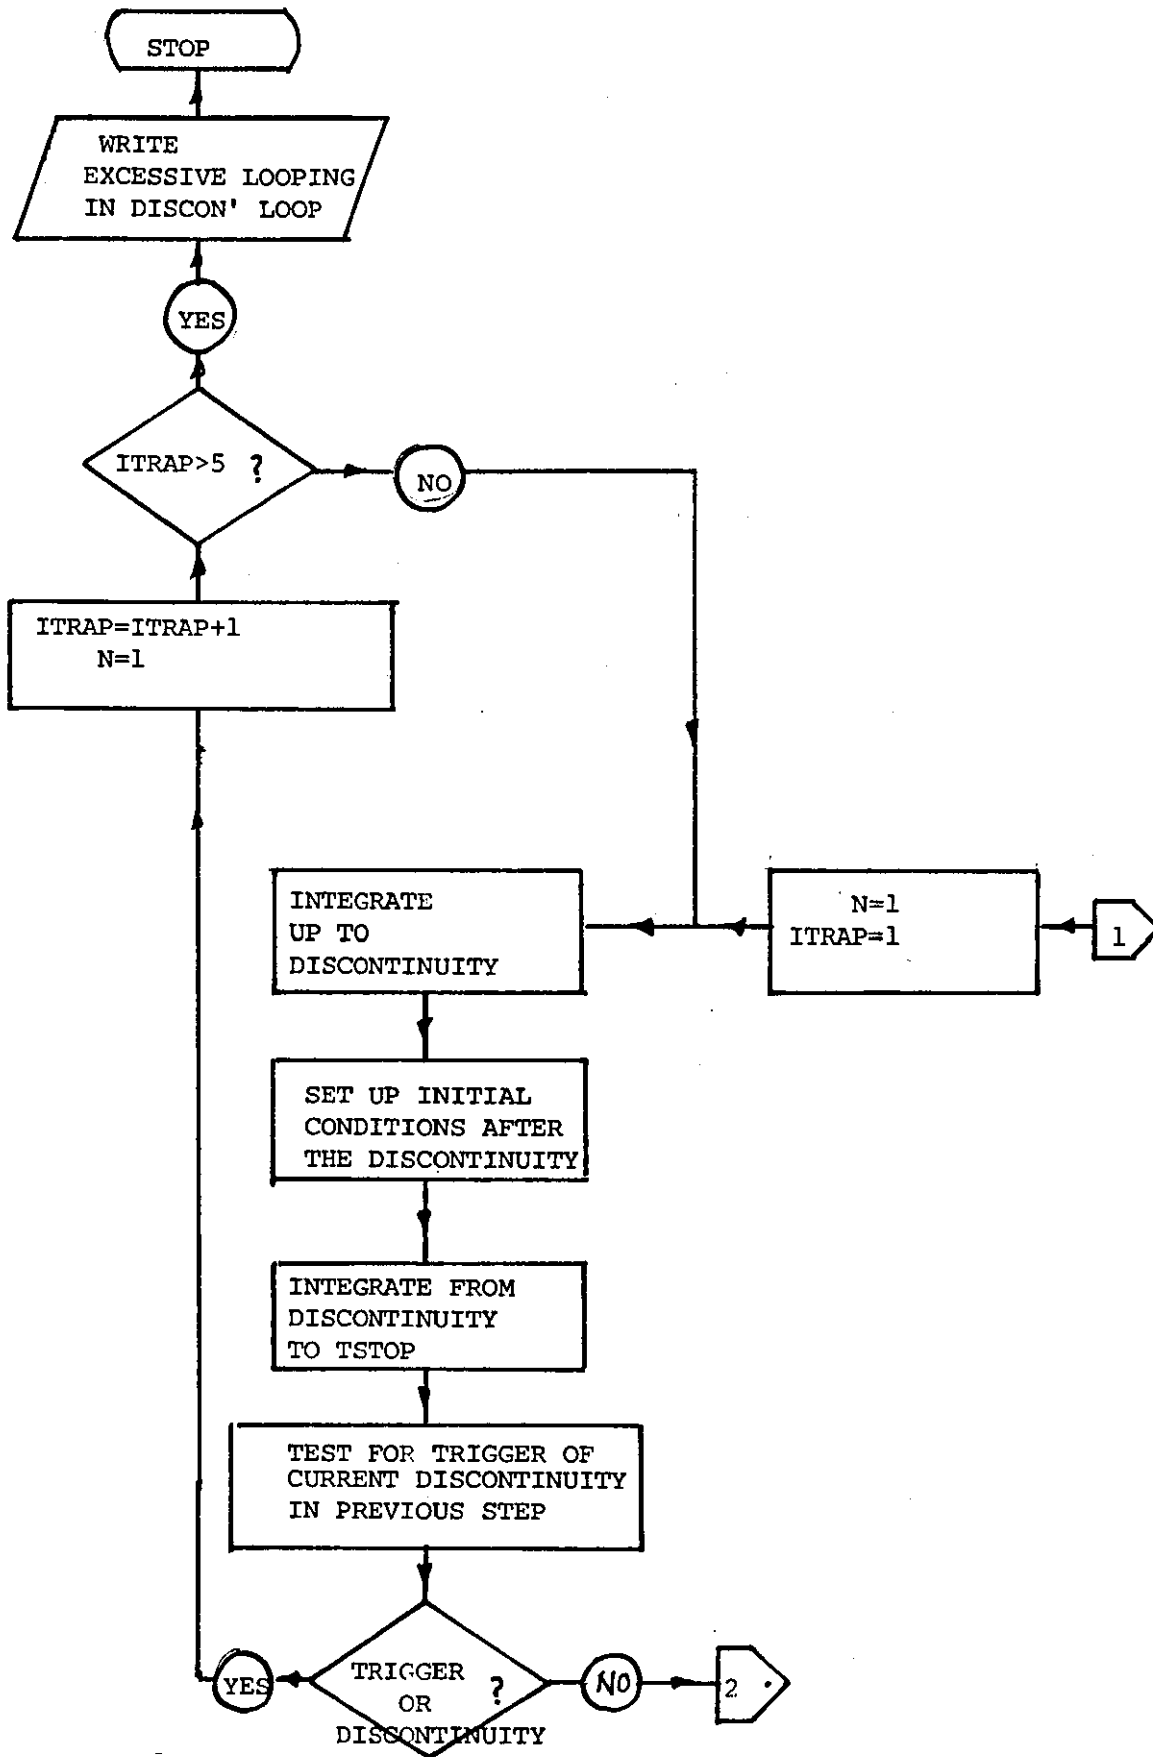 STOP
WRITE
EXCESSIVE LOOPING
IN DISCON' LOOP
YES
ITRAP>5 ?
NO
ITRAP=ITRAP+1
N=1
INTEGRATE
UP TO
DISCONTINUITY
N=1
ITRAP=1
1
SET UP INITIAL
CONDITIONS AFTER
THE DISCONTINUITY
INTEGRATE FROM
DISCONTINUITY
TO TSTOP
TEST FOR TRIGGER OF
CURRENT DISCONTINUITY
IN PREVIOUS STEP
YES
TRIGGER ?
OR
DISCONTINUITY
NO
2